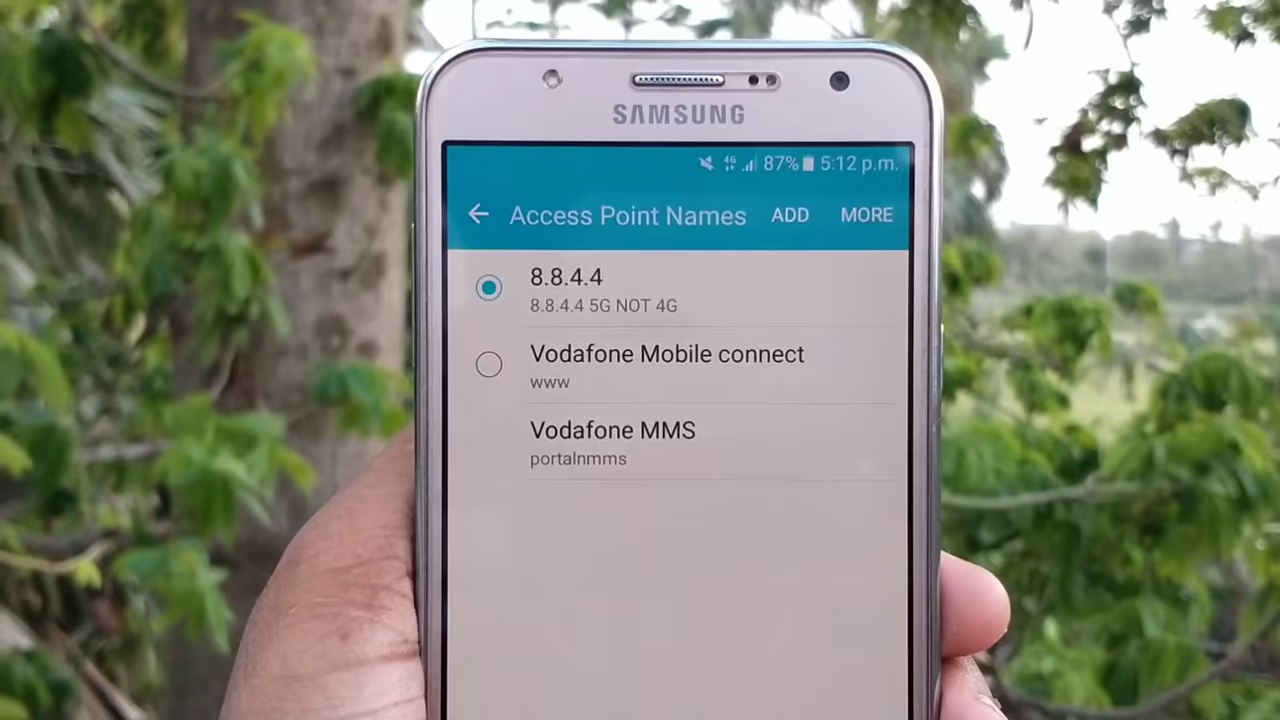 SAMSUNG
4G 87% 5:12 p.m.
Access Point Names ADD MORE
8.8.4.4
8.8.4.4 5G NOT 4G
Vodafone Mobile connect
www
Vodafone MMS
portalnmms